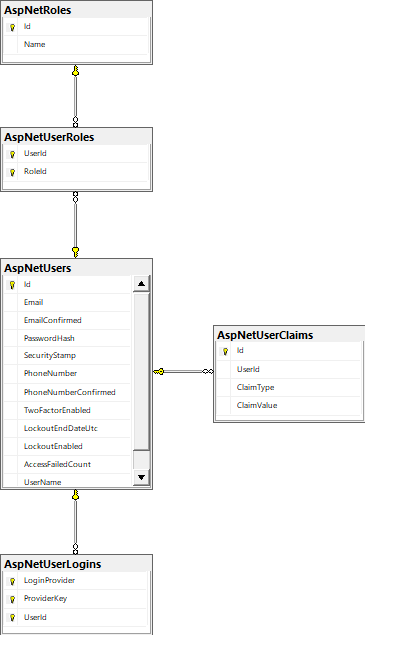 AspNetRoles
Id
Name
AspNetUserRoles
UserId
RoleId
AspNetUsers
Id
Email
EmailConfirmed
PasswordHash
SecurityStamp
PhoneNumber
PhoneNumberConfirmed
TwoFactorEnabled
LockoutEndDateUtc
LockoutEnabled
AccessFailedCount
UserName
AspNetUserClaims
Id
UserId
ClaimType
ClaimValue
AspNetUserLogins
LoginProvider
ProviderKey
UserId